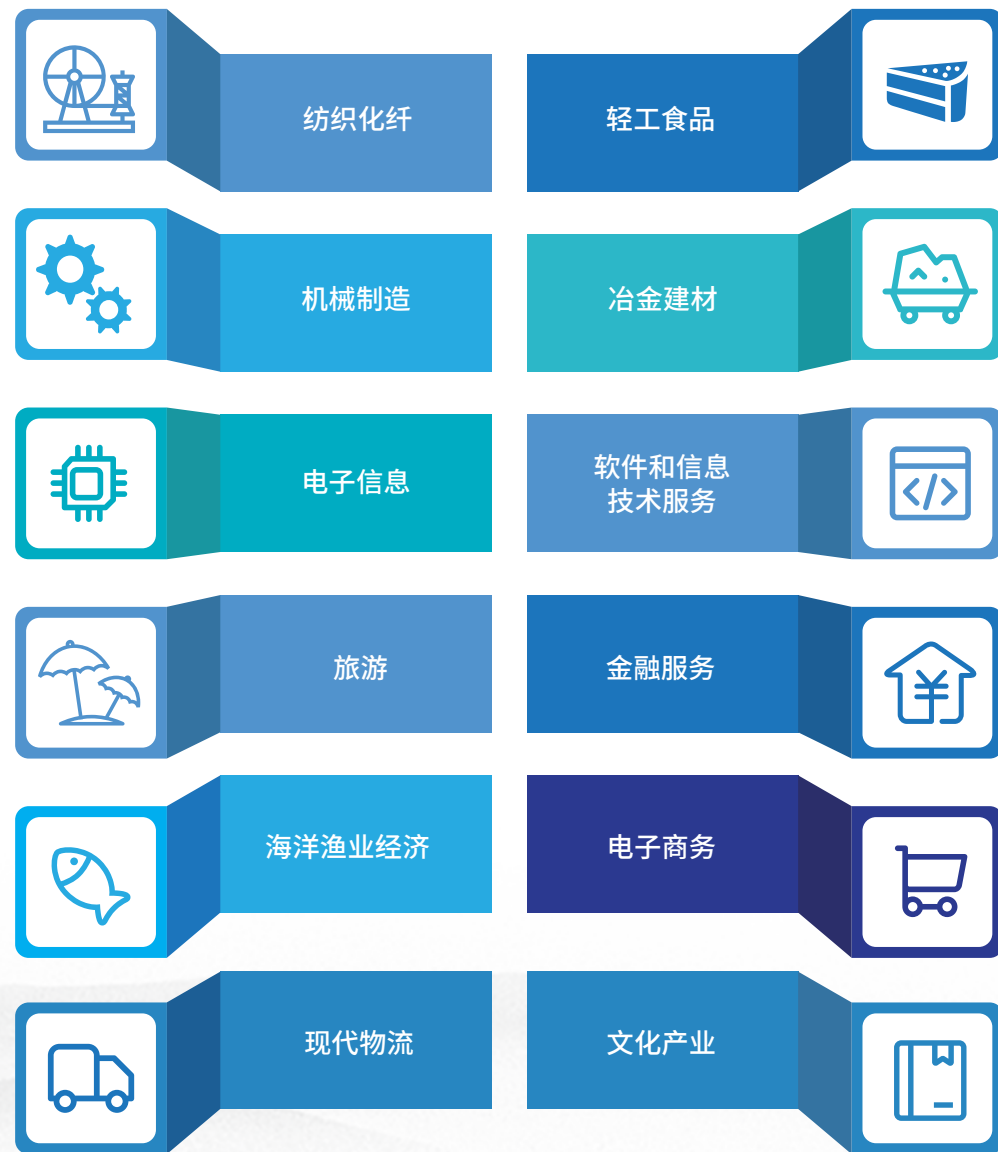 纺织化纤
轻工食品
机械制造
冶金建材
电子信息
软件和信息
技术服务
旅游
金融服务
海洋渔业经济
电子商务
现代物流
文化产业